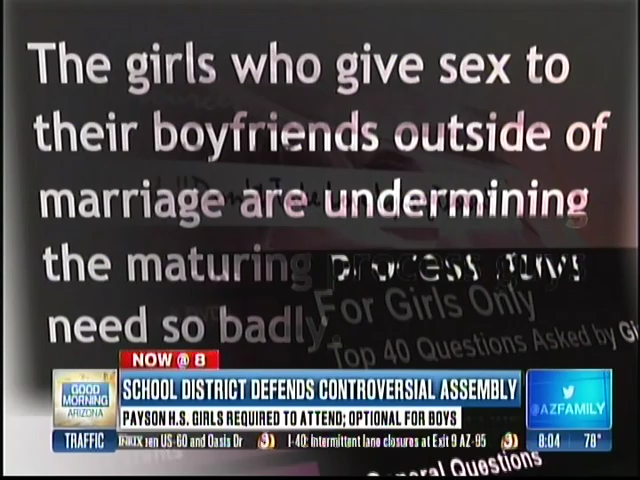 The girls who give sex to
their boyfriends outside of
marriage are undermining
the maturing process guys
need so badly.
For Girls Only
Top 40 Questions Asked by
NOW @ 8
GOOD
MORNING
ARIZONA
SCHOOL DISTRICT DEFENDS CONTROVERSIAL ASSEMBLY
PAYSON H.S. GIRLS REQUIRED TO ATTEND; OPTIONAL FOR BOYS
@AZFAMILY
TRAFFIC
US-60 and Oasis Dr
I-40: Intermittent lane closures at Exit 9 AZ-95
8:04
78°
General Questions